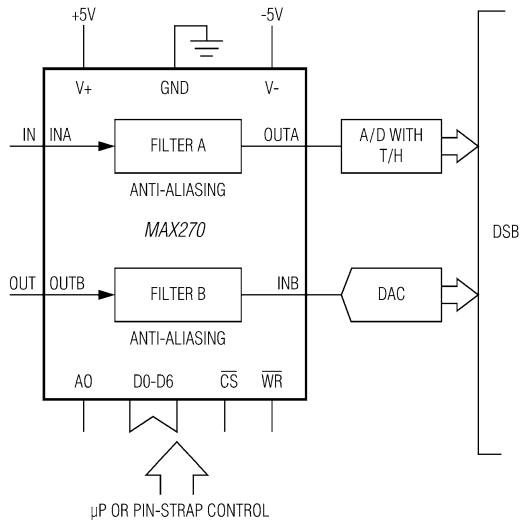 +5V
-5V
V+
GND
V-
IN
INA
FILTER A
OUTA
A/D WITH
T/H
ANTI-ALIASING
MAX270
DSB
OUT
OUTB
FILTER B
INB
DAC
ANTI-ALIASING
AO
D0-D6
CS
WR
µP OR PIN-STRAP CONTROL